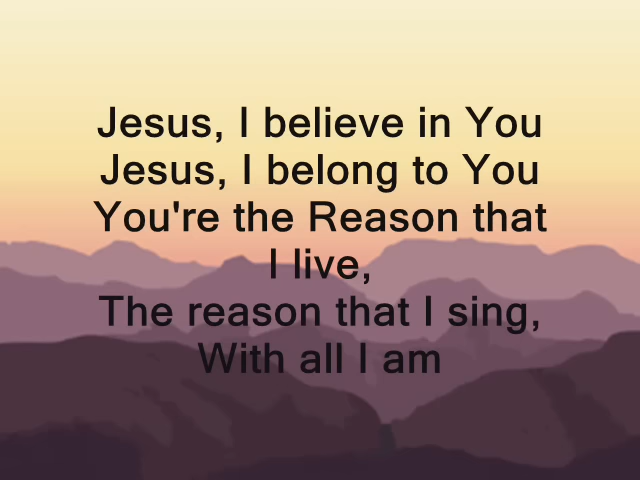 Jesus, I believe in You
Jesus, I belong to You
You're the Reason that
I live,
The reason that I sing,
With all I am